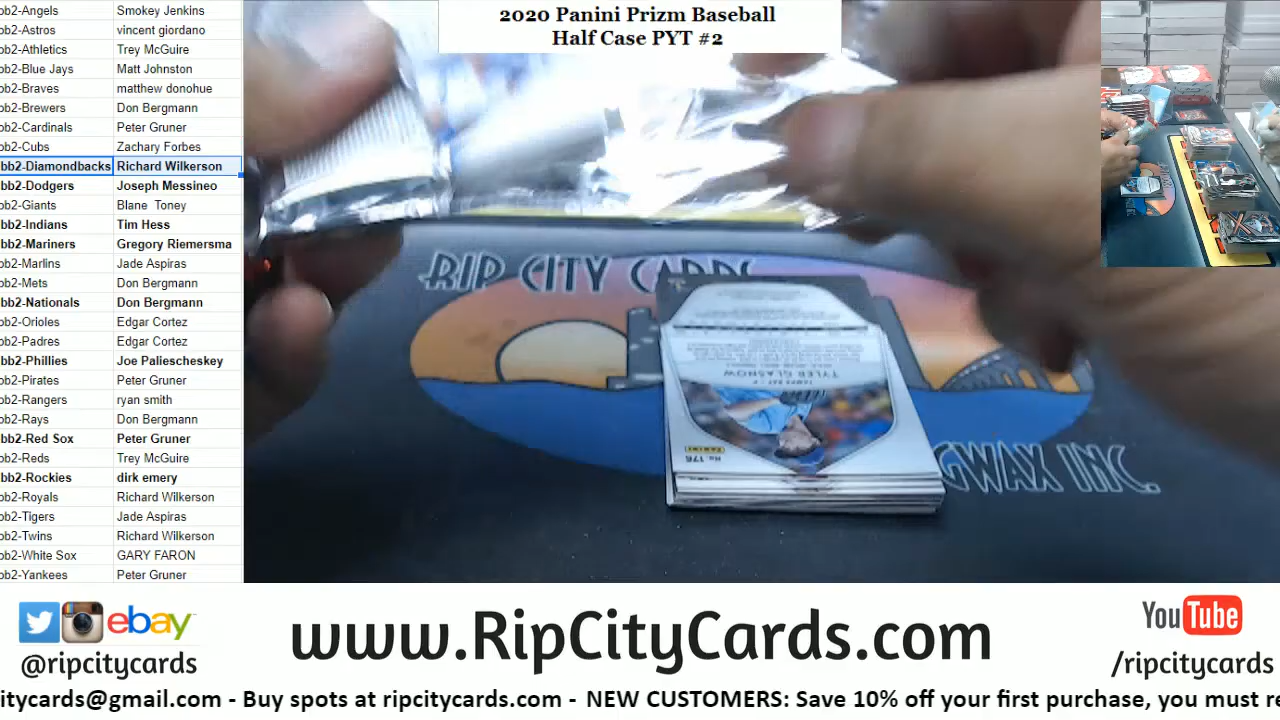 bb2-Angels Smokey Jenkins
bb2-Astros vincent giordano
bb2-Athletics Trey McGuire
bb2-Blue Jays Matt Johnston
bb2-Braves matthew donohue
bb2-Brewers Don Bergmann
bb2-Cardinals Peter Gruner
bb2-Cubs Zachary Forbes
bb2-Diamondbacks Richard Wilkerson
bb2-Dodgers Joseph Messineo
bb2-Giants Blane Toney
bb2-Indians Tim Hess
bb2-Mariners Gregory Riemersma
bb2-Marlins Jade Aspiras
bb2-Mets Don Bergmann
bb2-Nationals Don Bergmann
bb2-Orioles Edgar Cortez
bb2-Padres Edgar Cortez
bb2-Phillies Joe Paliescheskey
bb2-Pirates Peter Gruner
bb2-Rangers ryan smith
bb2-Rays Don Bergmann
bb2-Red Sox Peter Gruner
bb2-Reds Trey McGuire
bb2-Rockies dirk emery
bb2-Royals Richard Wilkerson
bb2-Tigers Jade Aspiras
bb2-Twins Richard Wilkerson
bb2-White Sox GARY FARON
bb2-Yankees Peter Gruner
2020 Panini Prizm Baseball
Half Case PYT #2
RIP CITY CARDS
GWAX INC.
TYLER GLASNOW
TAMPA BAY - P
No. 176
PANINI
ebay
@ripcitycards
www.RipCityCards.com
YouTube
/ripcitycards
citycards@gmail.com - Buy spots at ripcitycards.com - NEW CUSTOMERS: Save 10% off your first purchase, you must re